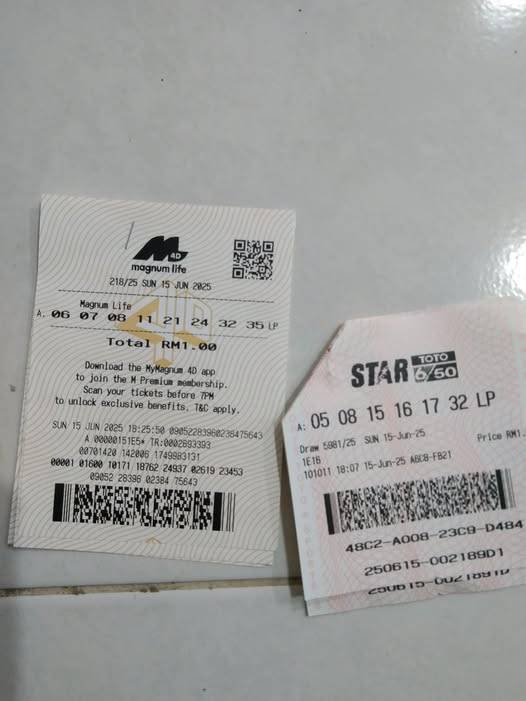 M 4D
magnum life
218/25 SUN 15 JUN 2025
Magnum Life
A. 06 07 08 11 21 24 32 35 LP
Total RM1.00
Download the MyMagnum 4D app
to join the M Premium membership.
Scan your tickets before 7PM
to unlock exclusive benefits. T&C apply.
SUN 15 JUN 2025 18:25:50 09052283960238475643
A 00000151E5* TR:0002893393
00701420 142006 1749983131
00001 01600 10171 18762 24937 02619 23453
09052 28396 02384 75643
STAR TOTO 6/50
A: 05 08 15 16 17 32 LP
Draw 5981/25 SUN 15-Jun-25 Price RM1.
1E16
101011 18:07 15-Jun-25 A6C8-FB21
48C2-A008-23C9-D484
250615-002189D1